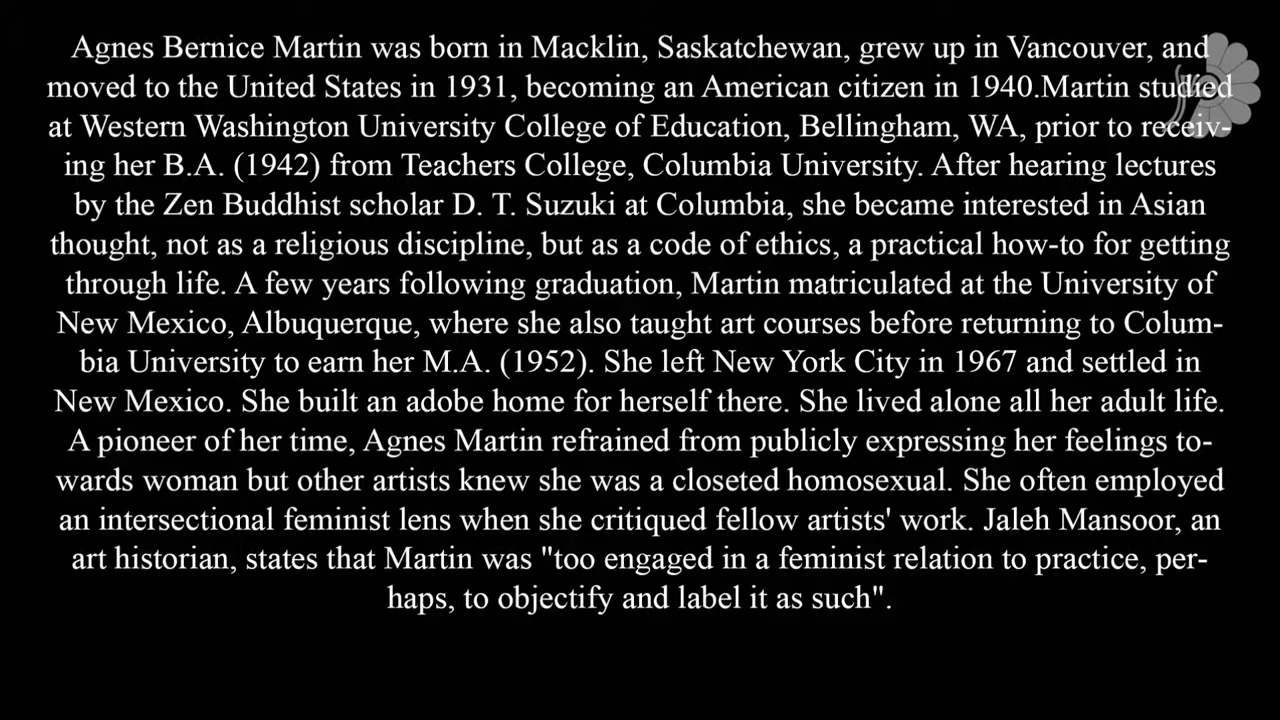 Agnes Bernice Martin was born in Macklin, Saskatchewan, grew up in Vancouver, and
moved to the United States in 1931, becoming an American citizen in 1940.Martin studied
at Western Washington University College of Education, Bellingham, WA, prior to receiv-
ing her B.A. (1942) from Teachers College, Columbia University. After hearing lectures
by the Zen Buddhist scholar D. T. Suzuki at Columbia, she became interested in Asian
thought, not as a religious discipline, but as a code of ethics, a practical how-to for getting
through life. A few years following graduation, Martin matriculated at the University of
New Mexico, Albuquerque, where she also taught art courses before returning to Colum-
bia University to earn her M.A. (1952). She left New York City in 1967 and settled in
New Mexico. She built an adobe home for herself there. She lived alone all her adult life.
A pioneer of her time, Agnes Martin refrained from publicly expressing her feelings to-
wards woman but other artists knew she was a closeted homosexual. She often employed
an intersectional feminist lens when she critiqued fellow artists' work. Jaleh Mansoor, an
art historian, states that Martin was "too engaged in a feminist relation to practice, per-
haps, to objectify and label it as such".